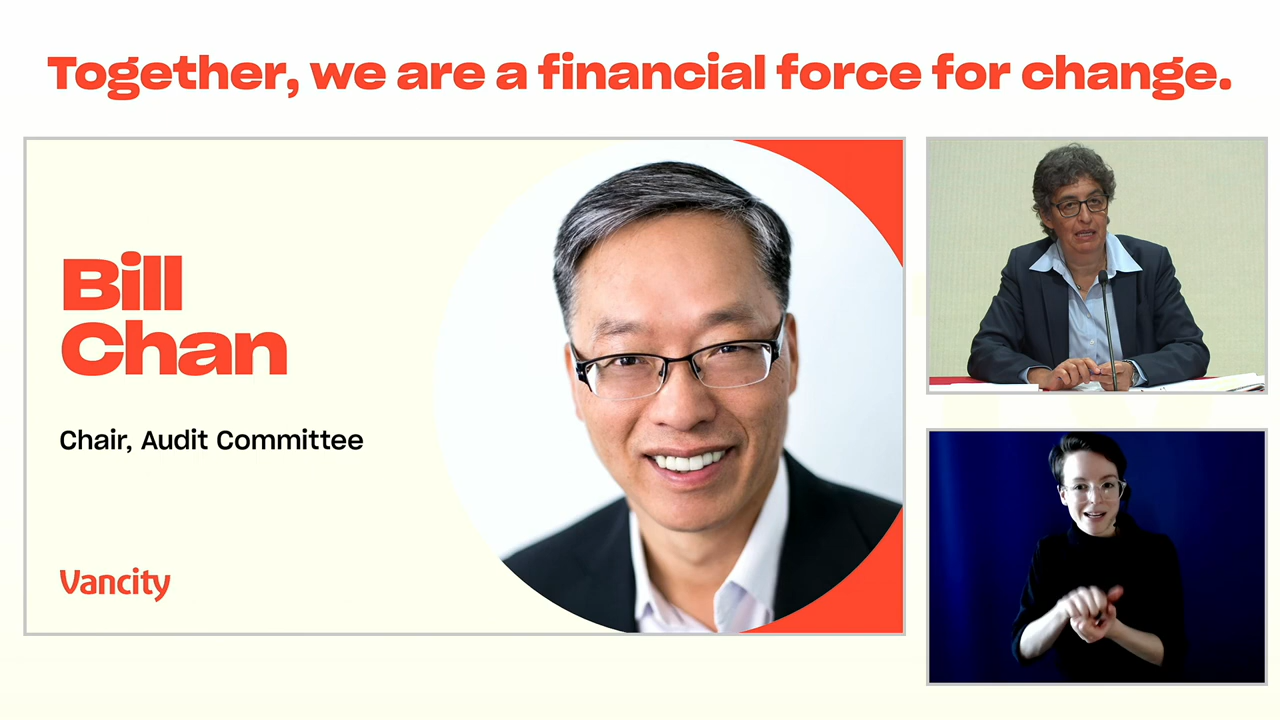 Together, we are a financial force for change.
Bill
Chan
Chair, Audit Committee
Vancity